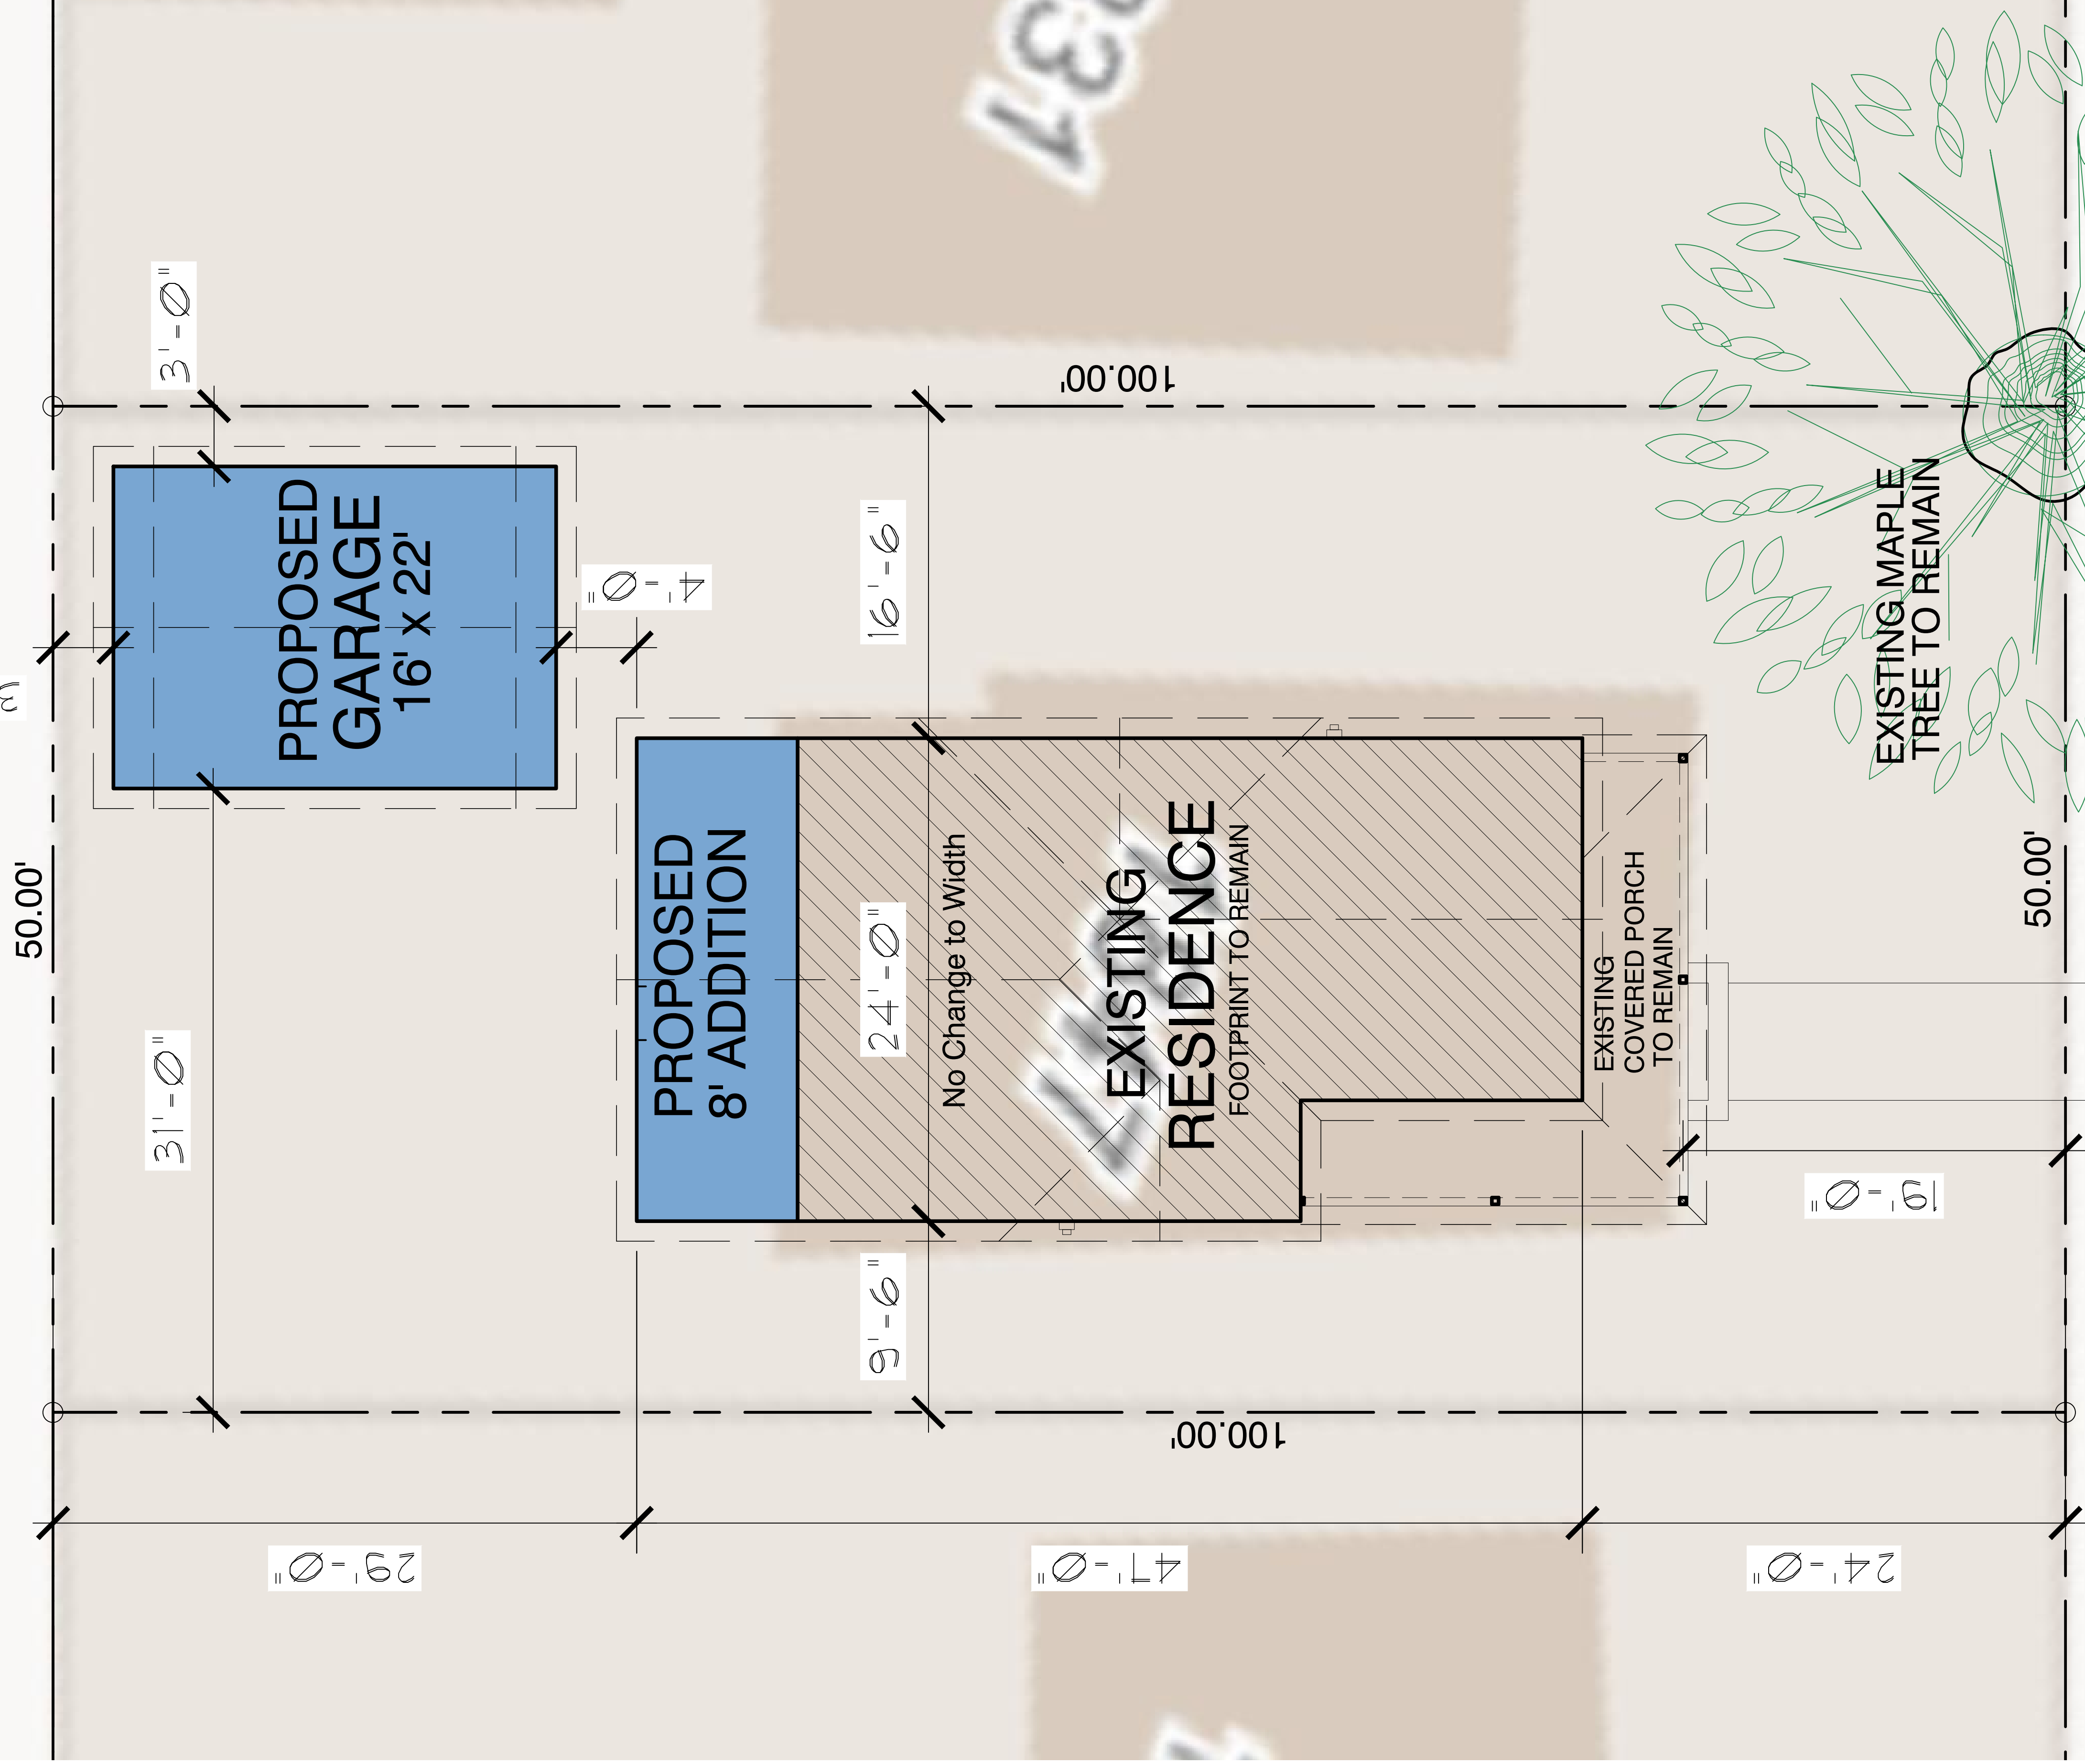 50.00'
31'-0"
3'-0"
PROPOSED
GARAGE
16' x 22'
29'-0"
4'-0"
PROPOSED
8' ADDITION
9'-6"
24'-0"
16'-6"
No Change to Width
100.00'
100.00'
47'-0"
EXISTING
RESIDENCE
FOOTPRINT TO REMAIN
EXISTING
COVERED PORCH
TO REMAIN
24'-0"
19'-0"
EXISTING MAPLE
TREE TO REMAIN
50.00'